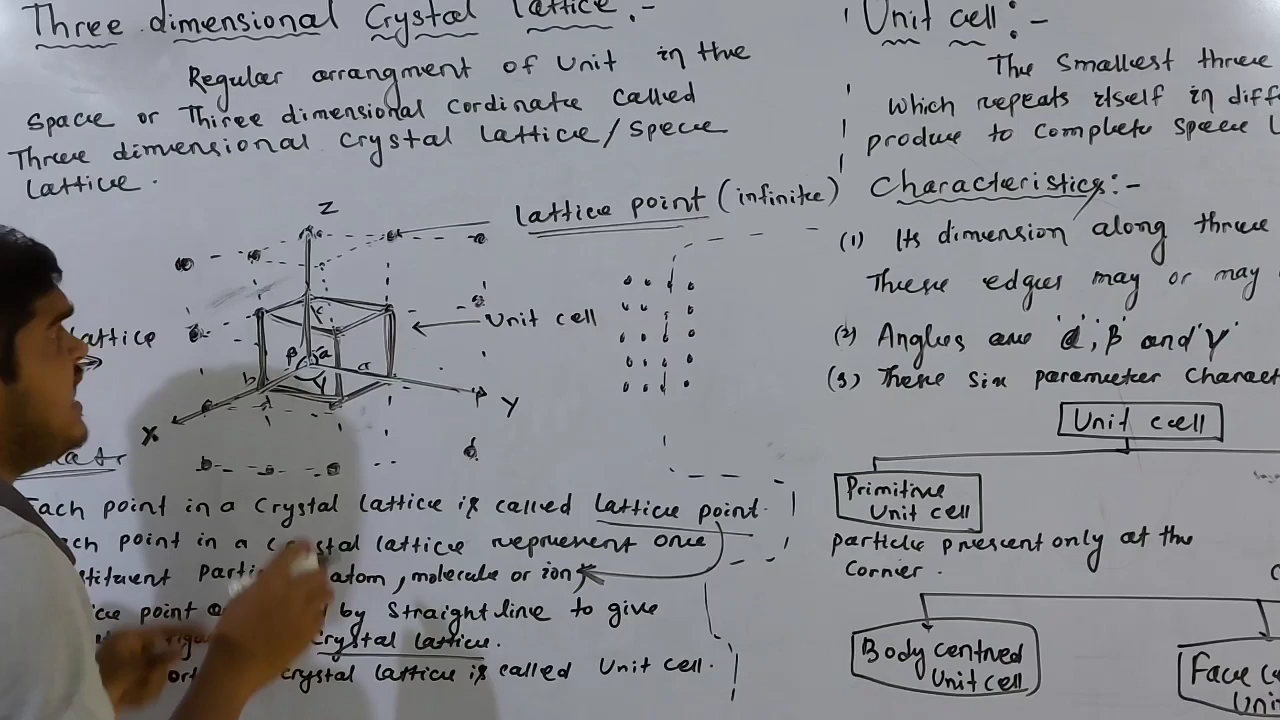 Three dimensional Crystal lattice :-
Regular arrangment of Unit in the
space or Three dimensional cordinate called
Three dimensional Crystal lattice/spece
lattice.
Z
lattice point (infinite)
Unit cell
lattice
c
β α a
b γ
X
Y
Each point in a Crystal lattice is called lattice point.
point in a crystal lattice represent one
atom, molecule or ion
point by straight line to give
Crystal lattice.
crystal lattice is called Unit cell.
Unit cell :-
The smallest three
which repeats itself in diff
produce to complete spece
Characteristics :-
(1) Its dimension along three
These edges may or may
(2) Angles are 'α', 'β' and 'γ'
(3) These six parameter charact
Unit cell
Primitive
Unit cell
particle present only at the
corner.
Body centred
Unit cell
Face